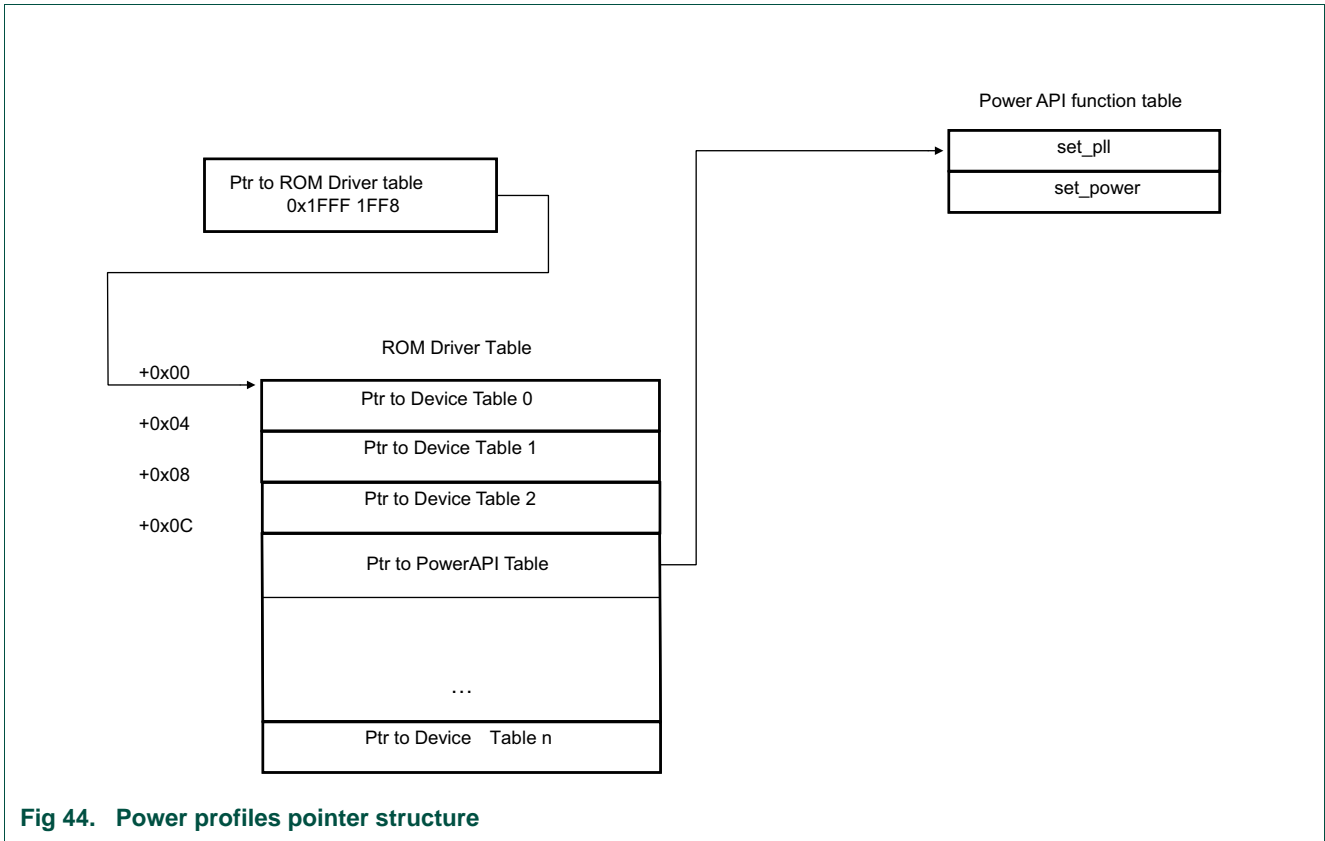 Power API function table
set_pll
set_power
Ptr to ROM Driver table
0x1FFF 1FF8
ROM Driver Table
+0x00
Ptr to Device Table 0
+0x04
Ptr to Device Table 1
+0x08
Ptr to Device Table 2
+0x0C
Ptr to PowerAPI Table
...
Ptr to Device Table n
Fig 44. Power profiles pointer structure